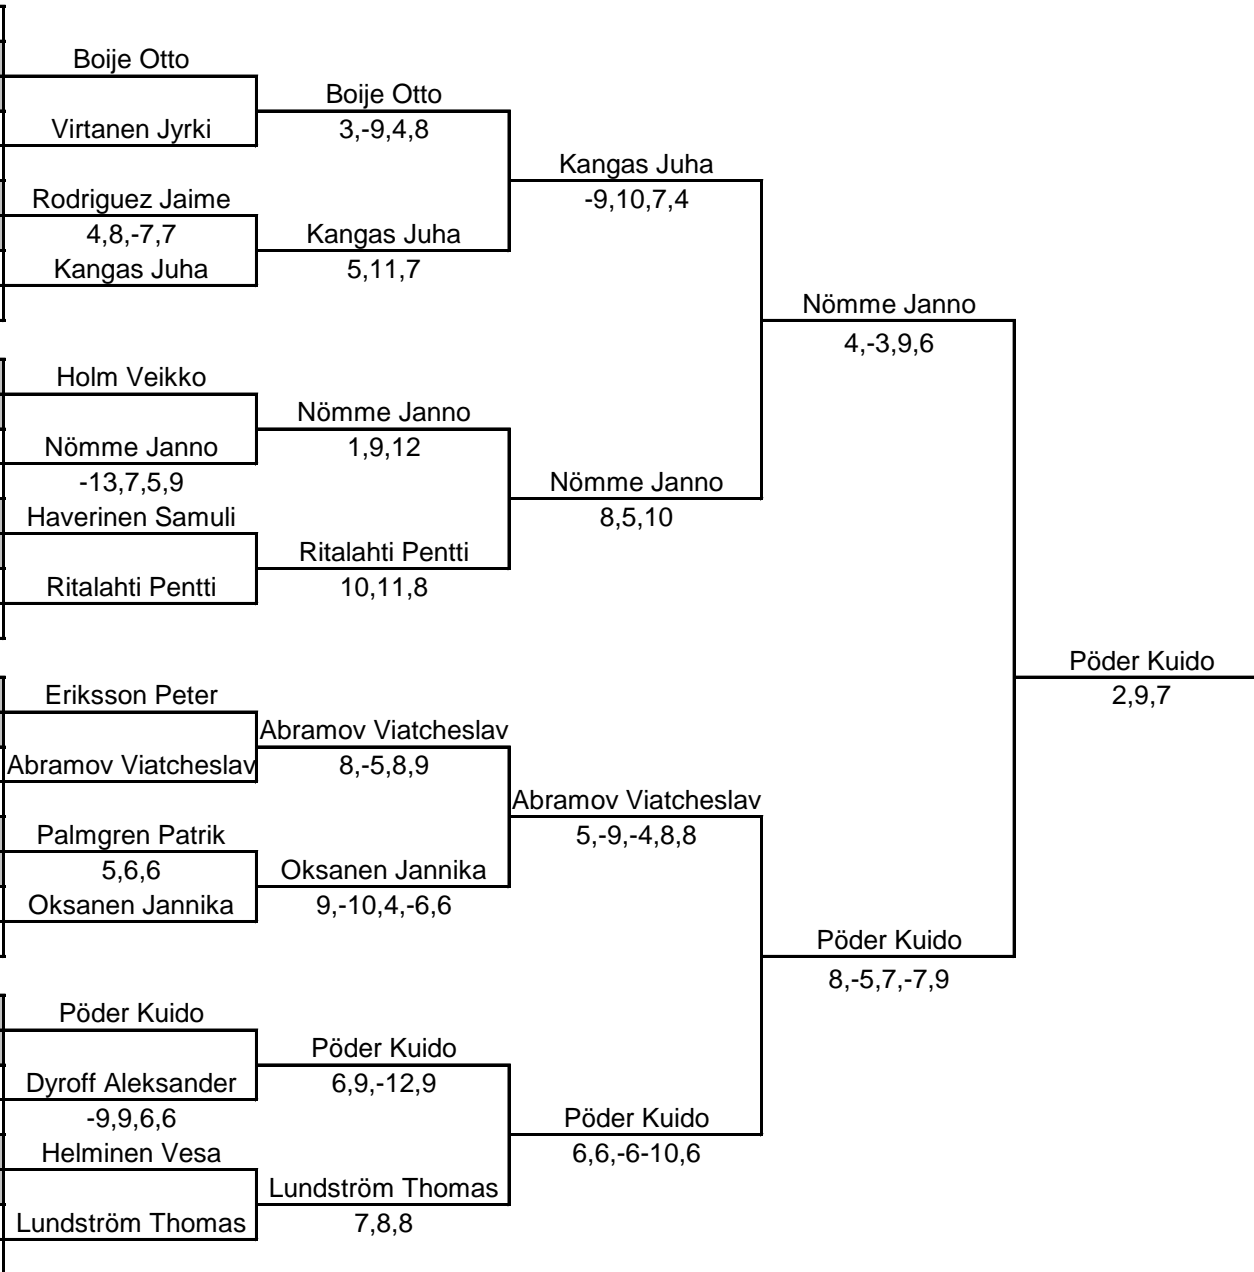 Boije Otto
Boije Otto
Virtanen Jyrki
3,-9,4,8
Kangas Juha
Rodriguez Jaime
-9,10,7,4
4,8,-7,7
Kangas Juha
Kangas Juha
5,11,7
Nömme Janno
4,-3,9,6
Holm Veikko
Nömme Janno
Nömme Janno
1,9,12
-13,7,5,9
Nömme Janno
Haverinen Samuli
8,5,10
Ritalahti Pentti
Ritalahti Pentti
10,11,8
Pöder Kuido
Eriksson Peter
2,9,7
Abramov Viatcheslav
Abramov Viatcheslav
8,-5,8,9
Abramov Viatcheslav
Palmgren Patrik
5,-9,-4,8,8
5,6,6
Oksanen Jannika
Oksanen Jannika
9,-10,4,-6,6
Pöder Kuido
8,-5,7,-7,9
Pöder Kuido
Pöder Kuido
Dyroff Aleksander
6,9,-12,9
-9,9,6,6
Pöder Kuido
Helminen Vesa
6,6,-6-10,6
Lundström Thomas
Lundström Thomas
7,8,8